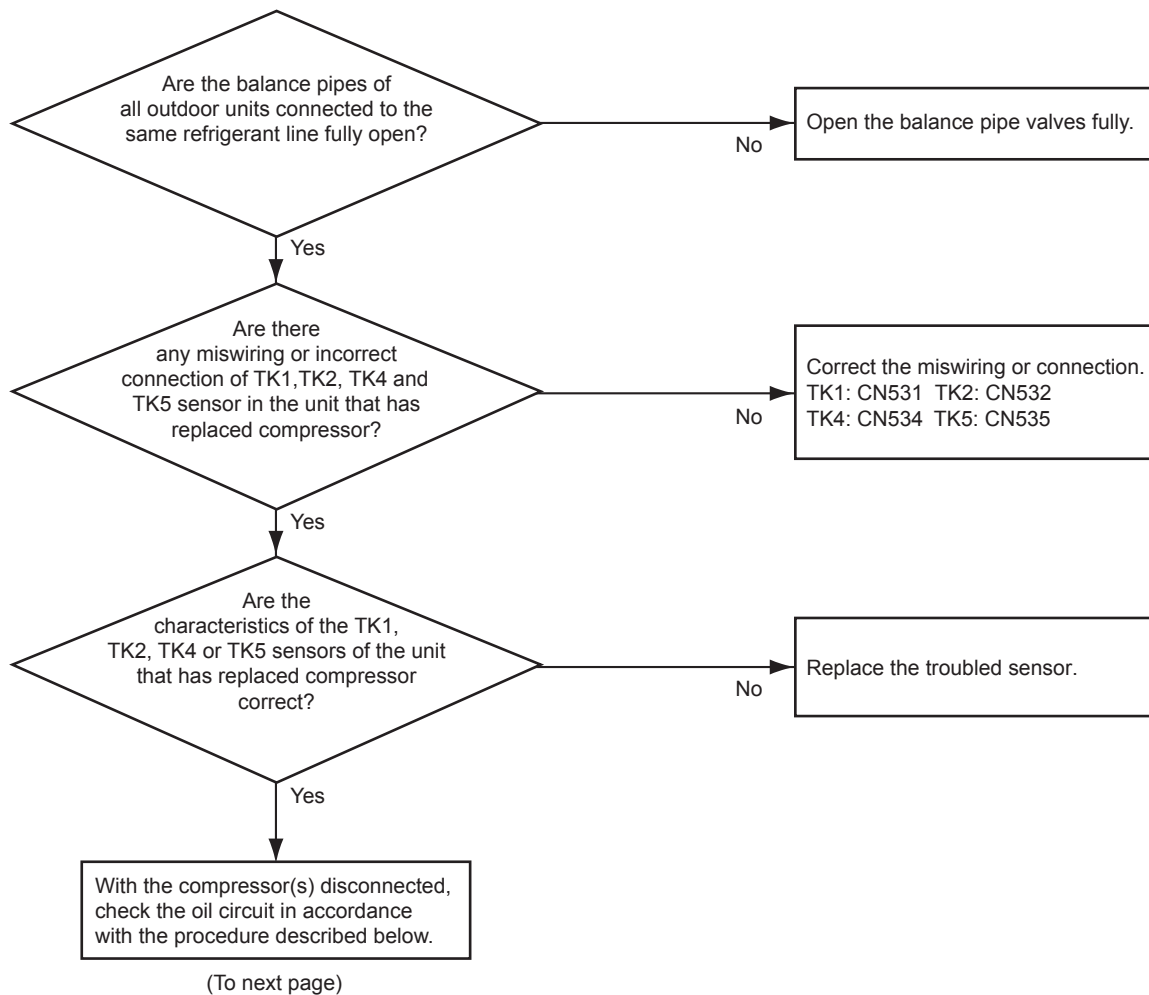 Are the balance pipes of
all outdoor units connected to the
same refrigerant line fully open?
No
Open the balance pipe valves fully.
Yes
Are there
any miswiring or incorrect
connection of TK1,TK2, TK4 and
TK5 sensor in the unit that has
replaced compressor?
No
Correct the miswiring or connection.
TK1: CN531 TK2: CN532
TK4: CN534 TK5: CN535
Yes
Are the
characteristics of the TK1,
TK2, TK4 or TK5 sensors of the unit
that has replaced compressor
correct?
No
Replace the troubled sensor.
Yes
With the compressor(s) disconnected,
check the oil circuit in accordance
with the procedure described below.
(To next page)